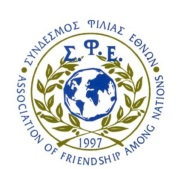 ΣΥΝΔΕΣΜΟΣ ΦΙΛΙΑΣ ΕΘΝΩΝ
Σ.Φ.Ε.
1997
• ASSOCIATION OF FRIENDSHIP AMONG NATIONS •